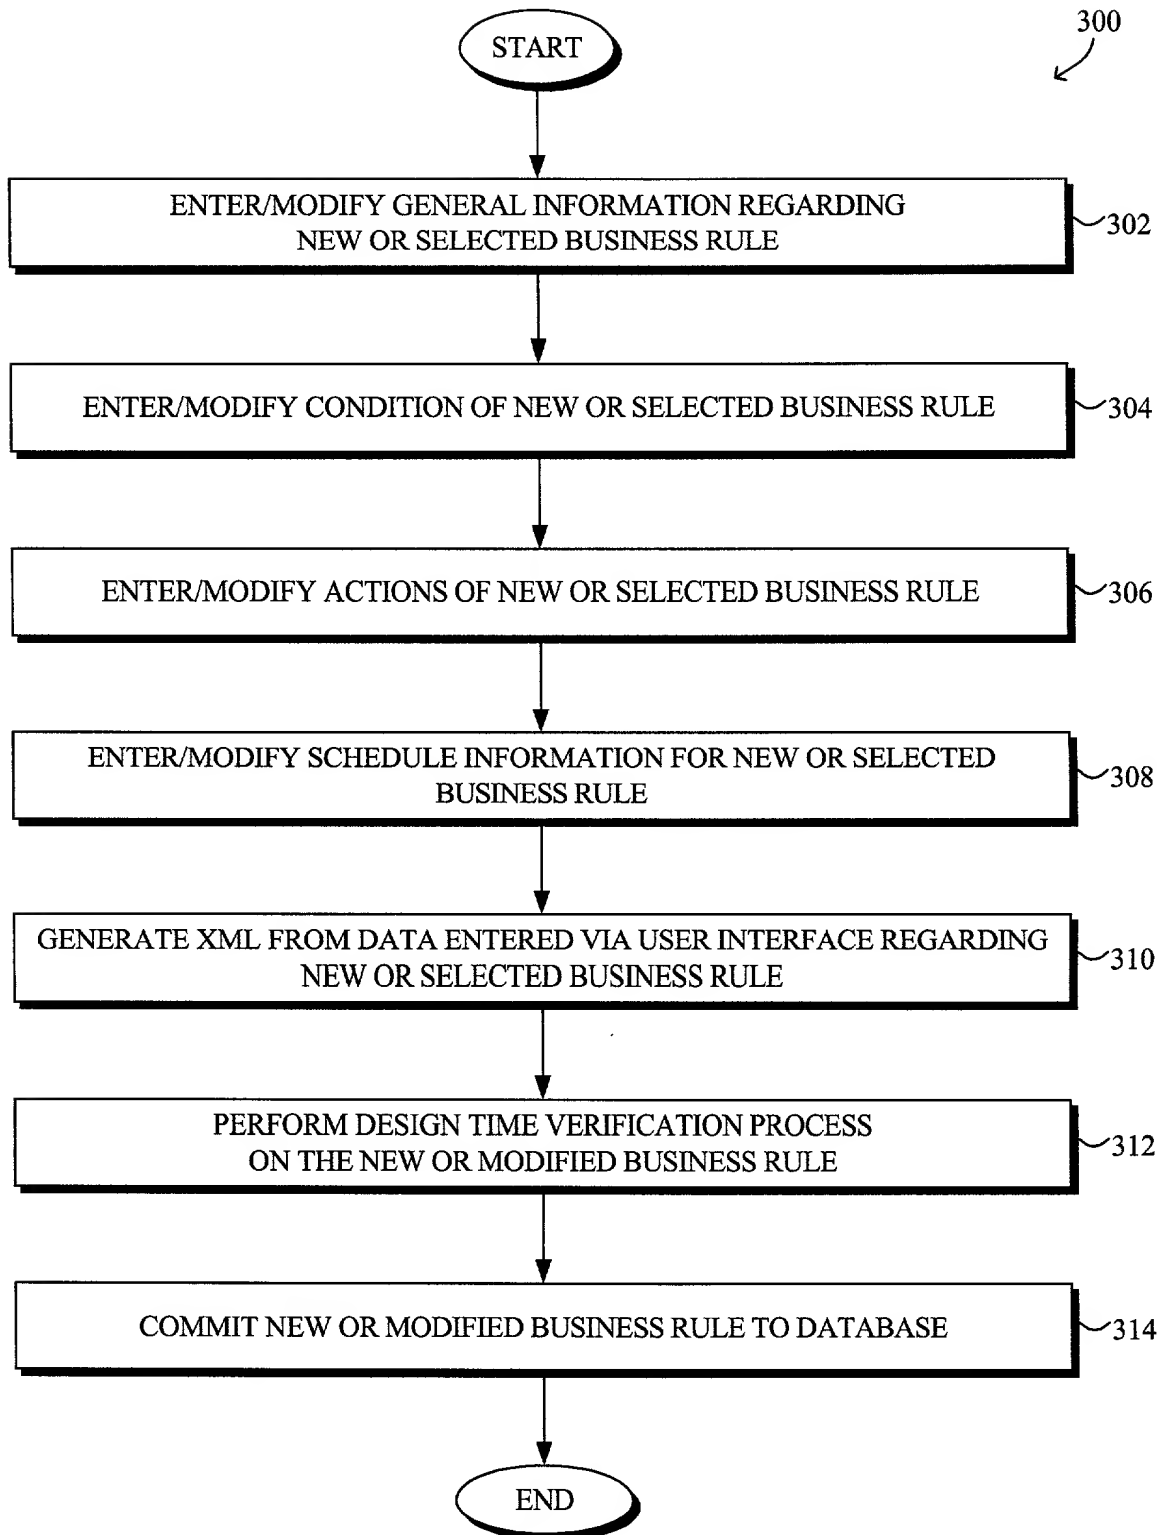 START
300
ENTER/MODIFY GENERAL INFORMATION REGARDING
NEW OR SELECTED BUSINESS RULE
302
ENTER/MODIFY CONDITION OF NEW OR SELECTED BUSINESS RULE
304
ENTER/MODIFY ACTIONS OF NEW OR SELECTED BUSINESS RULE
306
ENTER/MODIFY SCHEDULE INFORMATION FOR NEW OR SELECTED
BUSINESS RULE
308
GENERATE XML FROM DATA ENTERED VIA USER INTERFACE REGARDING
NEW OR SELECTED BUSINESS RULE
310
PERFORM DESIGN TIME VERIFICATION PROCESS
ON THE NEW OR MODIFIED BUSINESS RULE
312
COMMIT NEW OR MODIFIED BUSINESS RULE TO DATABASE
314
END